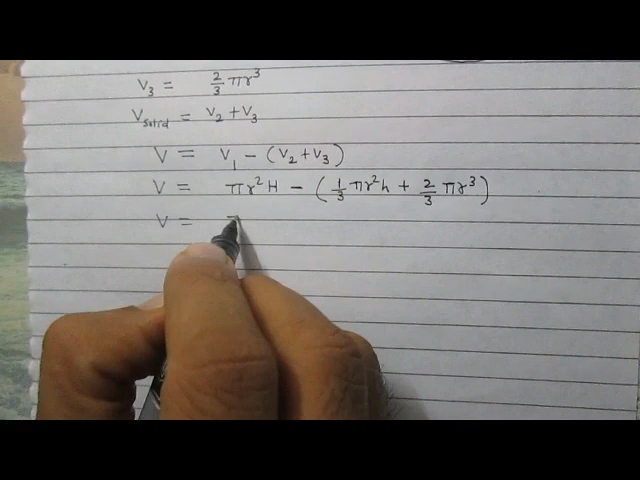 V₃ = 2/3 πr³
Vsolid = V₂ + V₃
V = V₁ - (V₂ + V₃)
V = πr²H - (1/3 πr²h + 2/3 πr³)
V =